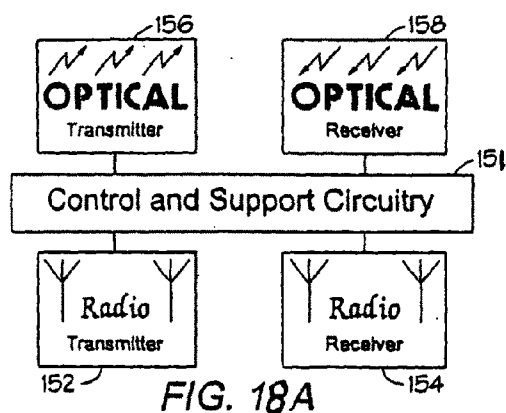 156
158
OPTICAL
Transmitter
OPTICAL
Receiver
151
Control and Support Circuitry
Radio
Transmitter
Radio
Receiver
152
154
FIG. 18A